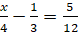 x/4 − 1/3 = 5/12